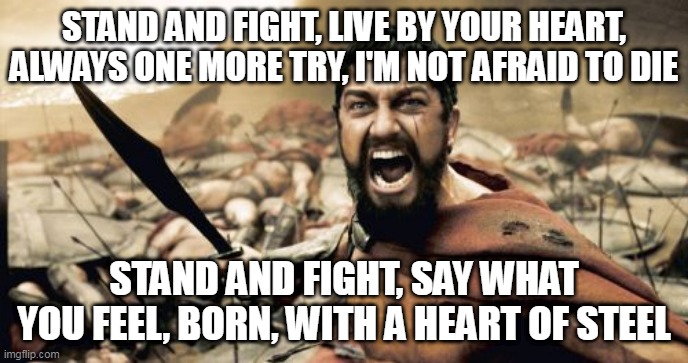 STAND AND FIGHT, LIVE BY YOUR HEART,
ALWAYS ONE MORE TRY, I'M NOT AFRAID TO DIE
STAND AND FIGHT, SAY WHAT
YOU FEEL, BORN, WITH A HEART OF STEEL
imgflip.com